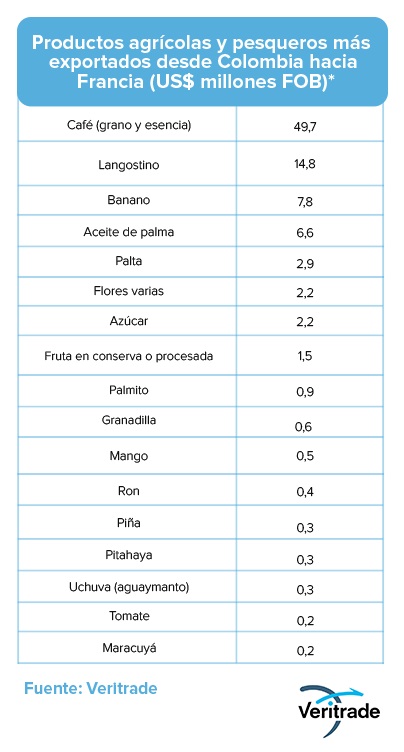 Productos agrícolas y pesqueros más
exportados desde Colombia hacia
Francia (US$ millones FOB)*
Café (grano y esencia) 49,7
Langostino 14,8
Banano 7,8
Aceite de palma 6,6
Palta 2,9
Flores varias 2,2
Azúcar 2,2
Fruta en conserva o procesada 1,5
Palmito 0,9
Granadilla 0,6
Mango 0,5
Ron 0,4
Piña 0,3
Pitahaya 0,3
Uchuva (aguaymanto) 0,3
Tomate 0,2
Maracuyá 0,2
Fuente: Veritrade
Veritrade